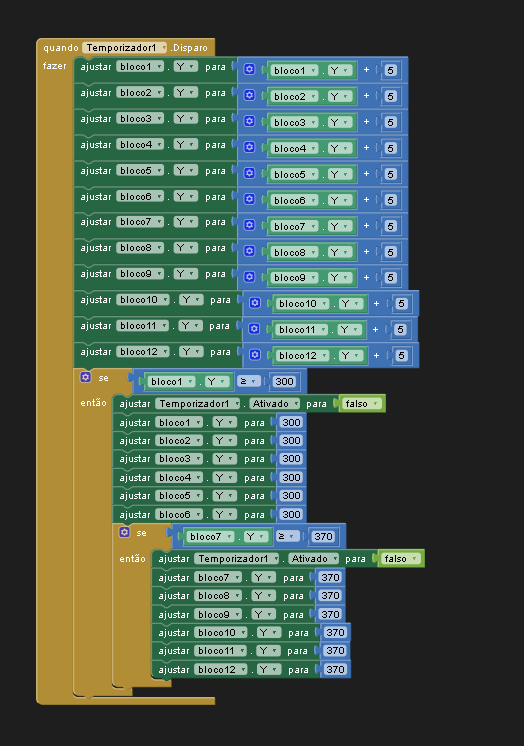 quando Temporizador1 .Disparo
fazer ajustar bloco1 . Y para bloco1 . Y + 5
ajustar bloco2 . Y para bloco2 . Y + 5
ajustar bloco3 . Y para bloco3 . Y + 5
ajustar bloco4 . Y para bloco4 . Y + 5
ajustar bloco5 . Y para bloco5 . Y + 5
ajustar bloco6 . Y para bloco6 . Y + 5
ajustar bloco7 . Y para bloco7 . Y + 5
ajustar bloco8 . Y para bloco8 . Y + 5
ajustar bloco9 . Y para bloco9 . Y + 5
ajustar bloco10 . Y para bloco10 . Y + 5
ajustar bloco11 . Y para bloco11 . Y + 5
ajustar bloco12 . Y para bloco12 . Y + 5
se bloco1 . Y ≥ 300
então ajustar Temporizador1 . Ativado para falso
ajustar bloco1 . Y para 300
ajustar bloco2 . Y para 300
ajustar bloco3 . Y para 300
ajustar bloco4 . Y para 300
ajustar bloco5 . Y para 300
ajustar bloco6 . Y para 300
se bloco7 . Y ≥ 370
então ajustar Temporizador1 . Ativado para falso
ajustar bloco7 . Y para 370
ajustar bloco8 . Y para 370
ajustar bloco9 . Y para 370
ajustar bloco10 . Y para 370
ajustar bloco11 . Y para 370
ajustar bloco12 . Y para 370